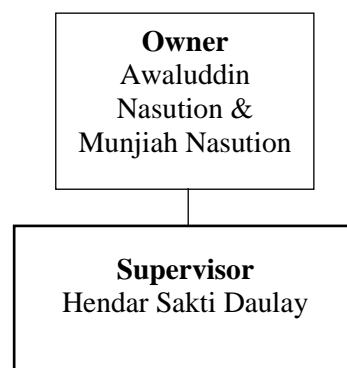 Owner
Awaluddin
Nasution &
Munjiah Nasution
Supervisor
Hendar Sakti Daulay